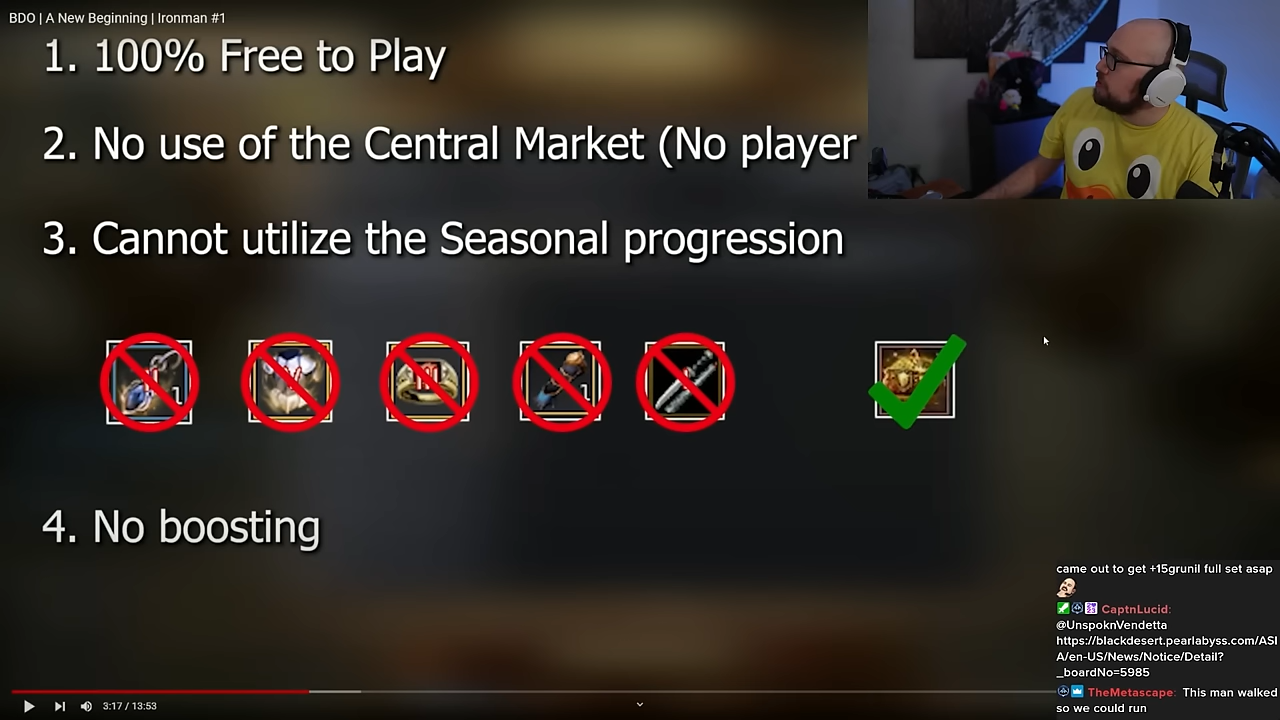 BDO | A New Beginning | Ironman #1
1. 100% Free to Play
2. No use of the Central Market (No player
3. Cannot utilize the Seasonal progression
4. No boosting
came out to get +15grunil full set asap
CaptnLucid:
@UnspoknVendetta
https://blackdesert.pearlabyss.com/ASI
A/en-US/News/Notice/Detail?
_boardNo=5985
TheMetascape: This man walked
so we could run
3:17 / 13:53